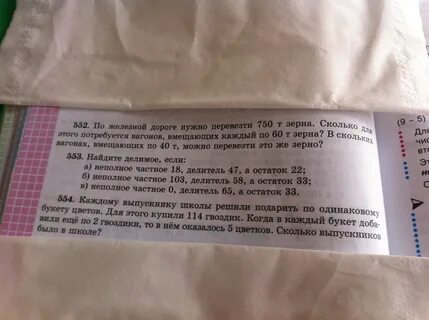 552. По железной дороге нужно перевезти 750 т зерна. Сколько для
этого потребуется вагонов, вмещающих каждый по 60 т зерна? В скольких
вагонах, вмещающих по 40 т, можно перевезти это же зерно?
553. Найдите делимое, если:
а) неполное частное 18, делитель 47, а остаток 22;
б) неполное частное 103, делитель 58, а остаток 33;
в) неполное частное 0, делитель 65, а остаток 33.
554. Каждому выпускнику школы решили подарить по одинаковому
букету цветов. Для этого купили 114 гвоздик. Когда в каждый букет доба-
вили ещё по 2 гвоздики, то в нём оказалось 5 цветков. Сколько выпускников
было в школе?
(9 – 5)